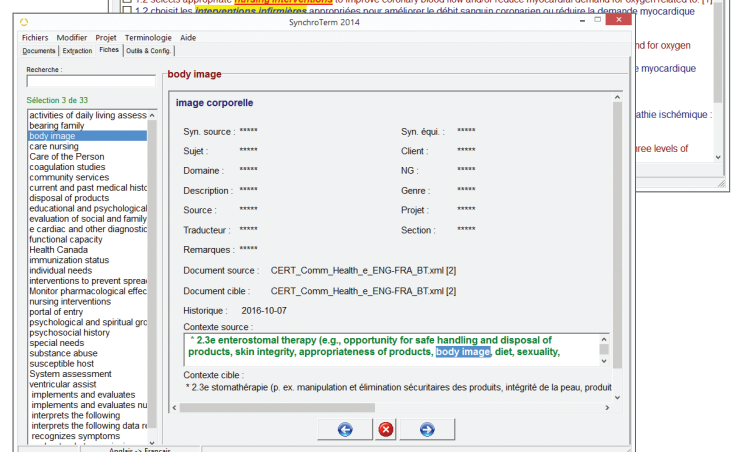 1.2 selects appropriate nursing interventions to improve coronary blood flow and/or reduce myocardial demand for oxygen related to: [1]
1.2 choisit les interventions infirmières appropriées pour améliorer le débit sanguin coronarien ou réduire la demande myocardique
SynchroTerm 2014
Fichiers Modifier Projet Terminologie Aide
Documents Extraction Fiches Outils & Config.
nd for oxygen
e myocardique
athie ischémique :
ree levels of
Recherche :
Sélection 3 de 33
activities of daily living assess
bearing family
body image
care nursing
Care of the Person
coagulation studies
community services
current and past medical histo
disposal of products
educational and psychological
evaluation of social and family
e cardiac and other diagnostic
functional capacity
Health Canada
immunization status
individual needs
interventions to prevent sprea
Monitor pharmacological effec
nursing interventions
portal of entry
psychological and spiritual gro
psychosocial history
special needs
substance abuse
susceptible host
System assessment
ventricular assist
implements and evaluates
implements and evaluates nu
interprets the following
interprets the following data re
recognizes symptoms
body image
image corporelle
Syn. source : ***** Syn. équi. : *****
Sujet : ***** Client : *****
Domaine : ***** NG : *****
Description : ***** Genre : *****
Source : ***** Projet : *****
Traducteur : ***** Section : *****
Remarques : *****
Document source : CERT_Comm_Health_e_ENG-FRA_BT.xml [2]
Document cible : CERT_Comm_Health_e_ENG-FRA_BT.xml [2]
Historique : 2016-10-07
Contexte source :
* 2.3e enterostomal therapy (e.g., opportunity for safe handling and disposal of
products, skin integrity, appropriateness of products, body image, diet, sexuality,
Contexte cible :
* 2.3e stomathérapie (p. ex. manipulation et élimination sécuritaires des produits, intégrité de la peau, produit
Anglais -> Français